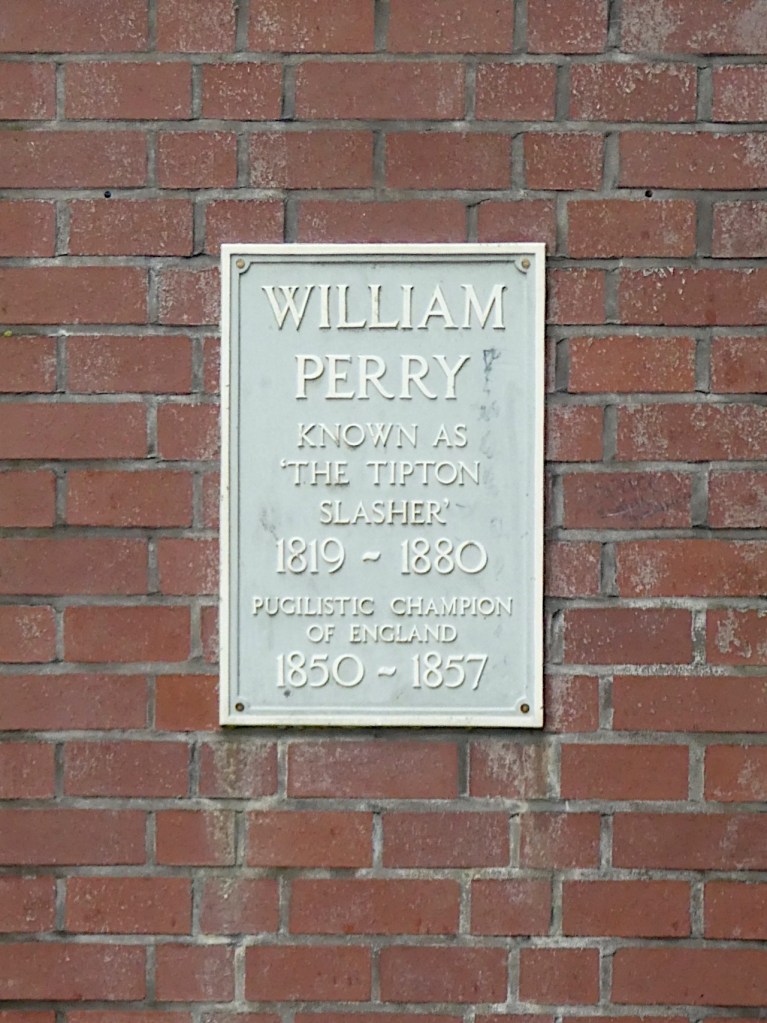 WILLIAM
PERRY
KNOWN AS
'THE TIPTON
SLASHER'
1819 ~ 1880
PUGILISTIC CHAMPION
OF ENGLAND
1850 ~ 1857